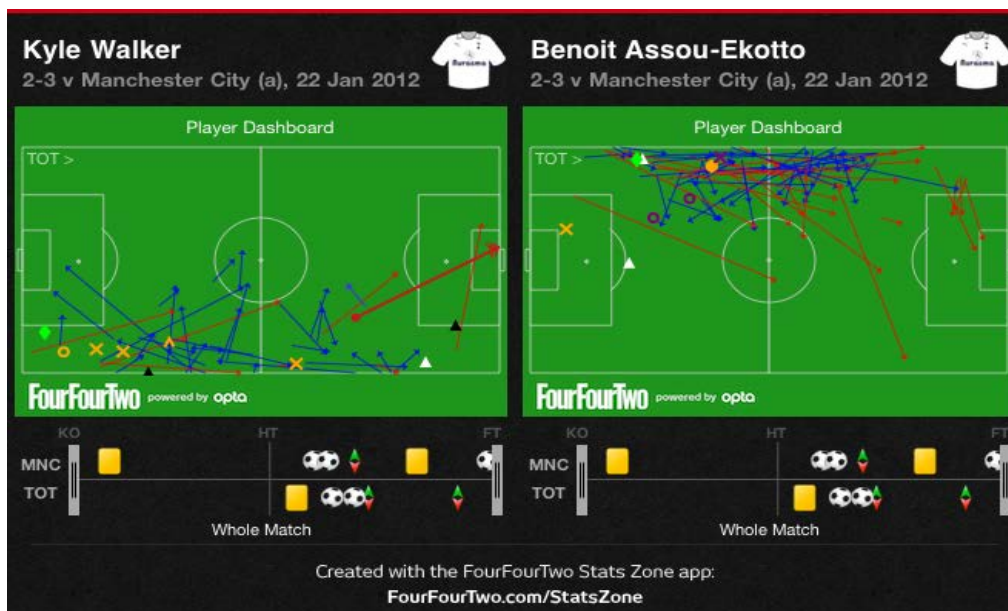 Kyle Walker
2-3 v Manchester City (a), 22 Jan 2012
Player Dashboard
TOT >
FourFourTwo powered by opta
KO HT FT
MNC
TOT
Whole Match
Benoit Assou-Ekotto
2-3 v Manchester City (a), 22 Jan 2012
Player Dashboard
TOT >
FourFourTwo powered by opta
KO HT FT
MNC
TOT
Whole Match
Created with the FourFourTwo Stats Zone app:
FourFourTwo.com/StatsZone